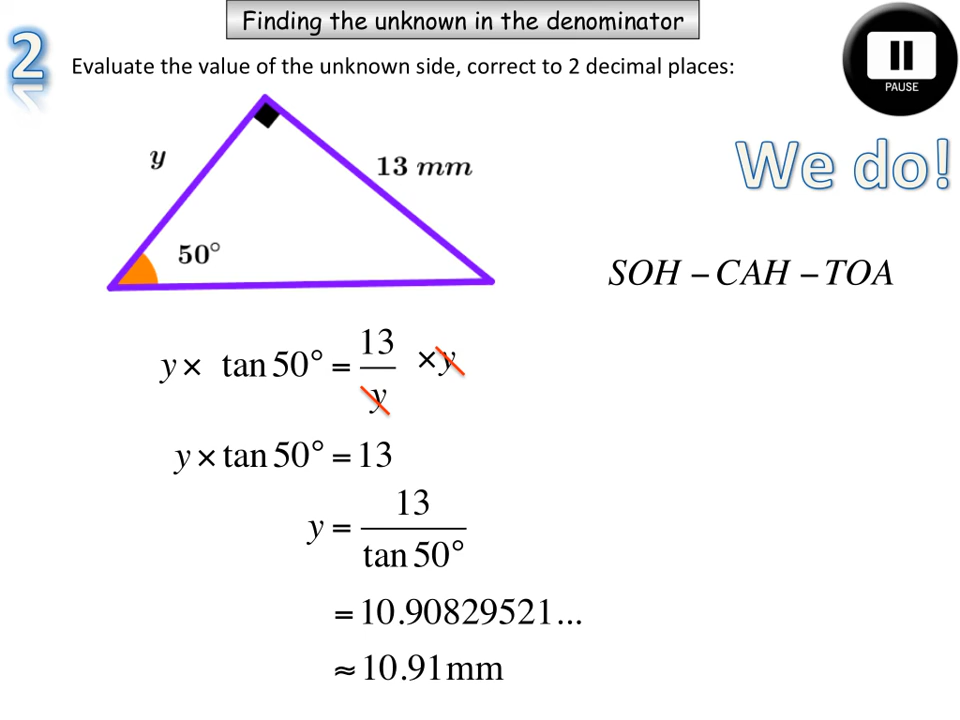 Finding the unknown in the denominator
2
Evaluate the value of the unknown side, correct to 2 decimal places:
PAUSE
We do!
y
13 mm
50°
SOH – CAH – TOA
y × tan 50° = 13/y × y
y × tan 50° = 13
y = 13/tan 50°
= 10.90829521...
≈ 10.91mm